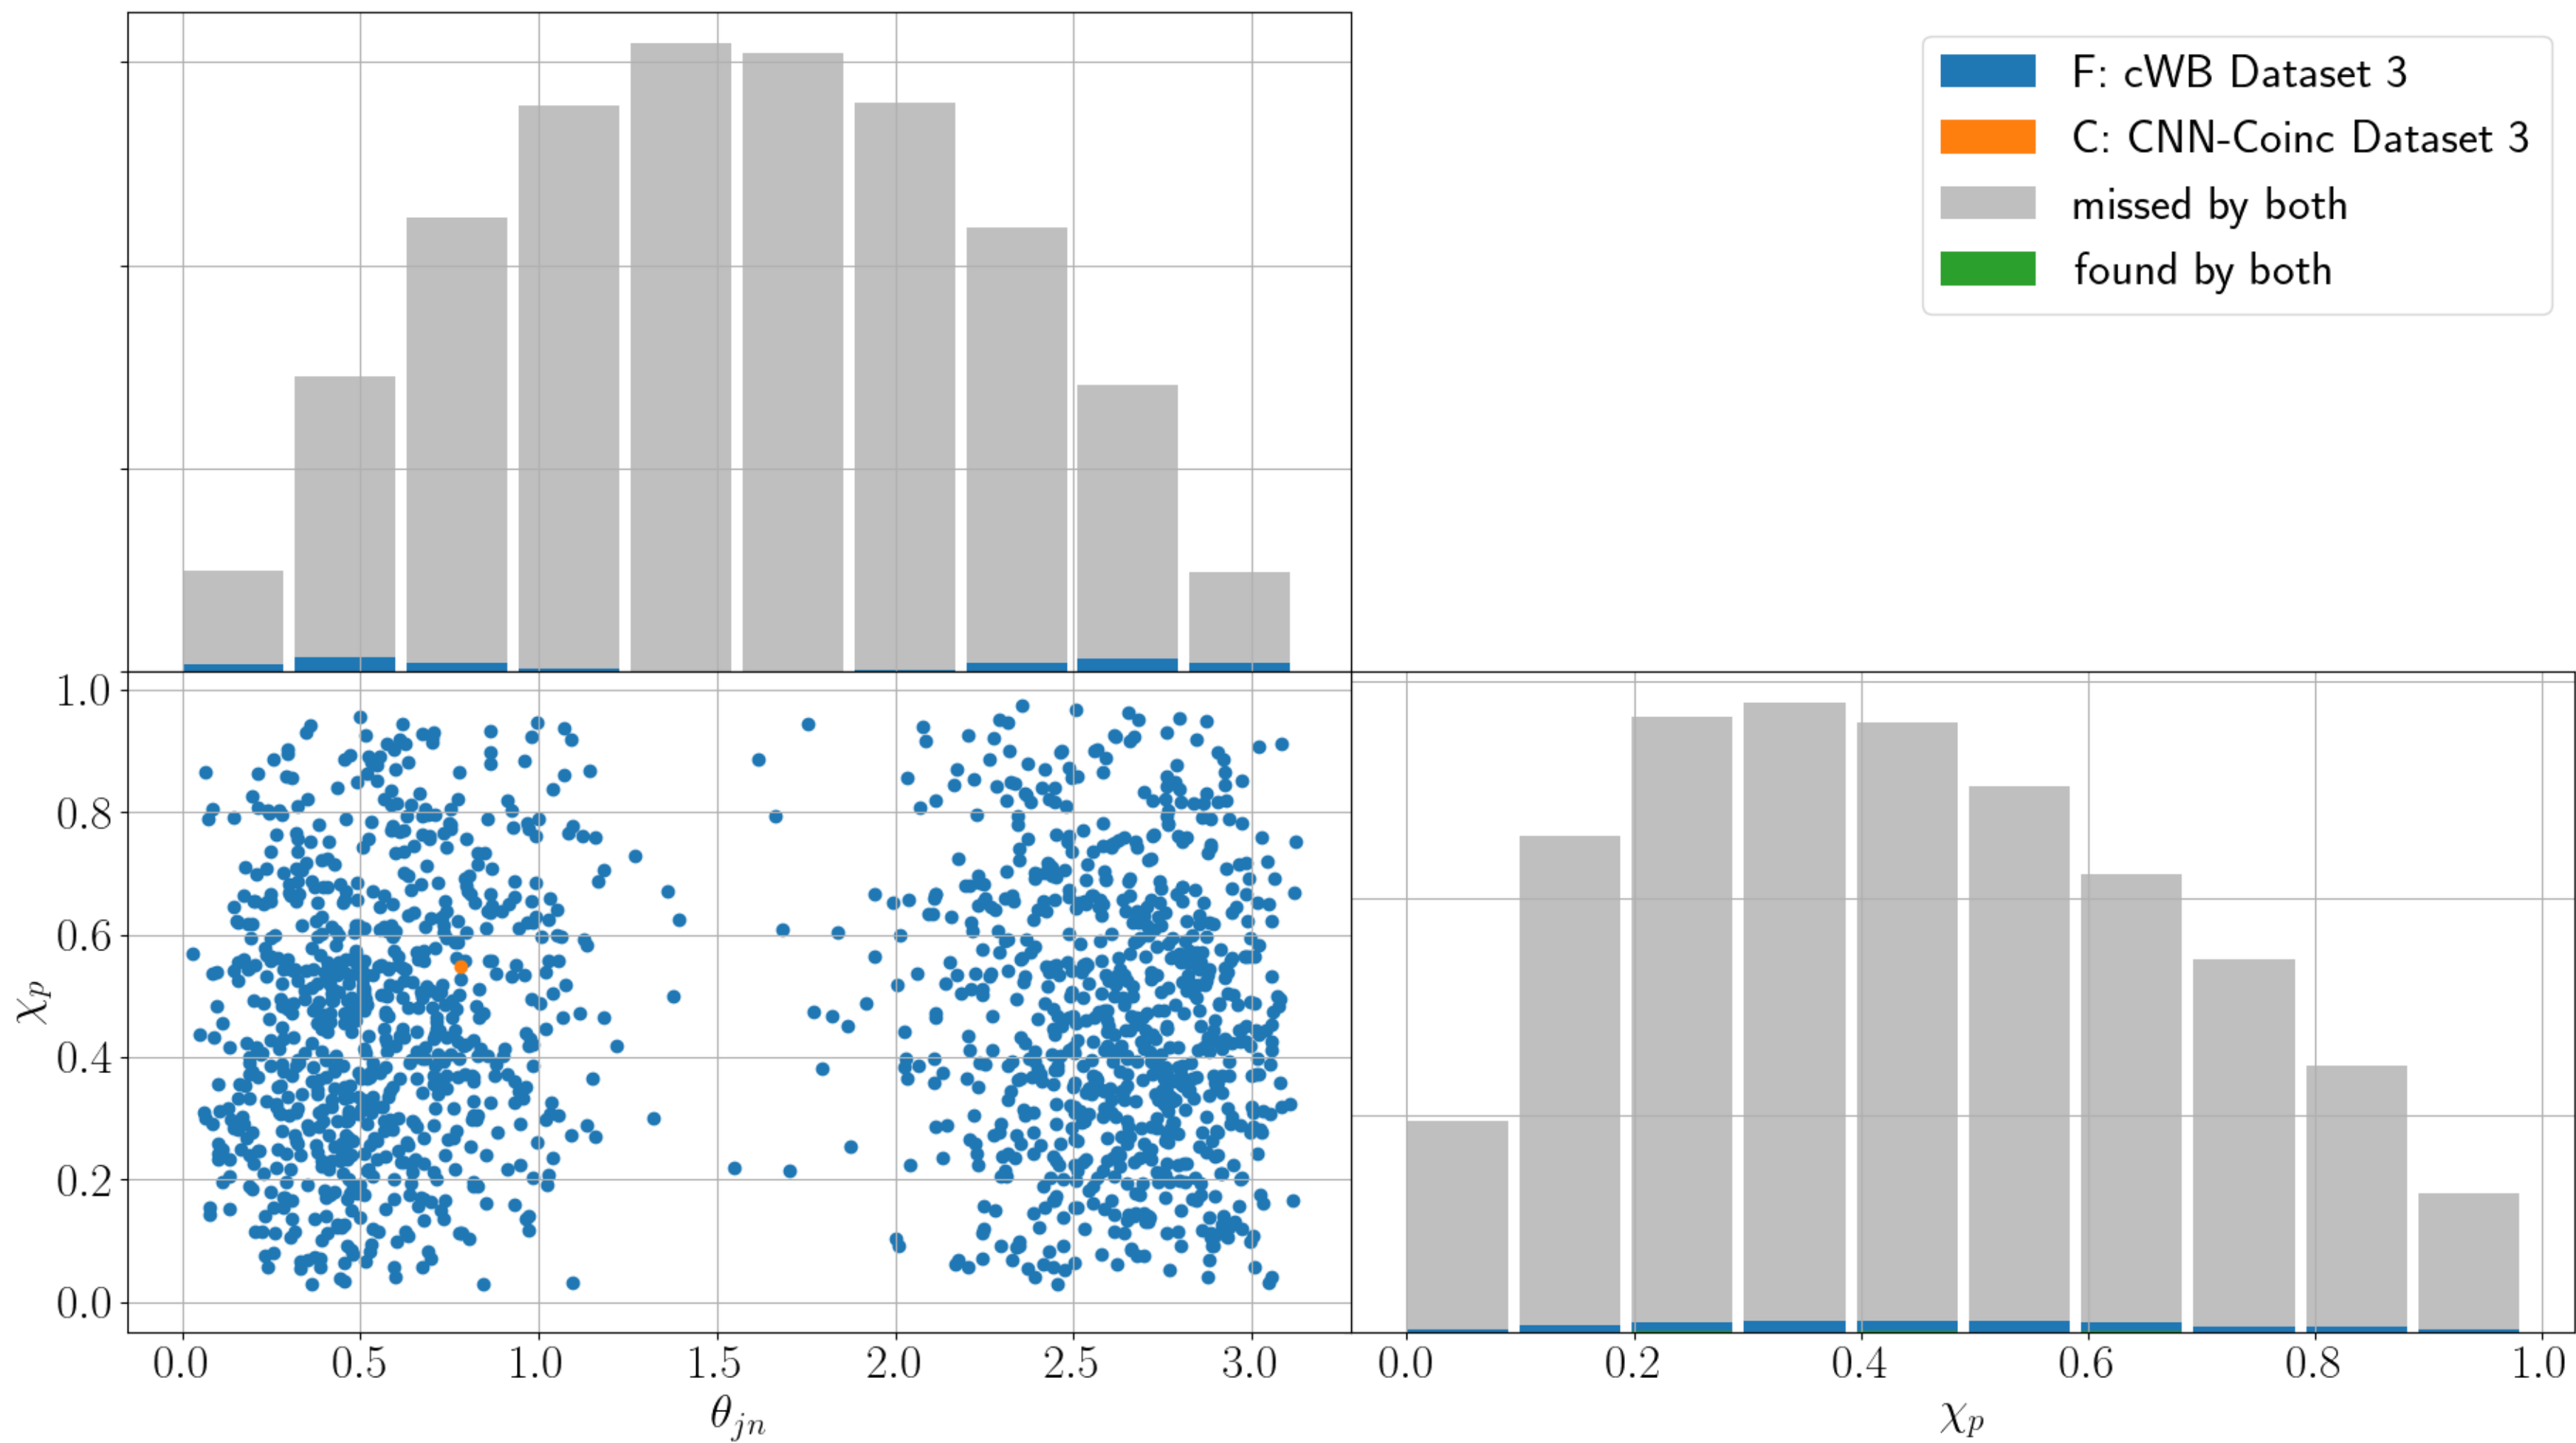 F: cWB Dataset 3
C: CNN-Coinc Dataset 3
missed by both
found by both
1.0
0.8
0.6
0.4
0.2
0.0
χp
0.0 0.5 1.0 1.5 2.0 2.5 3.0
θjn
0.0 0.2 0.4 0.6 0.8 1.0
χp